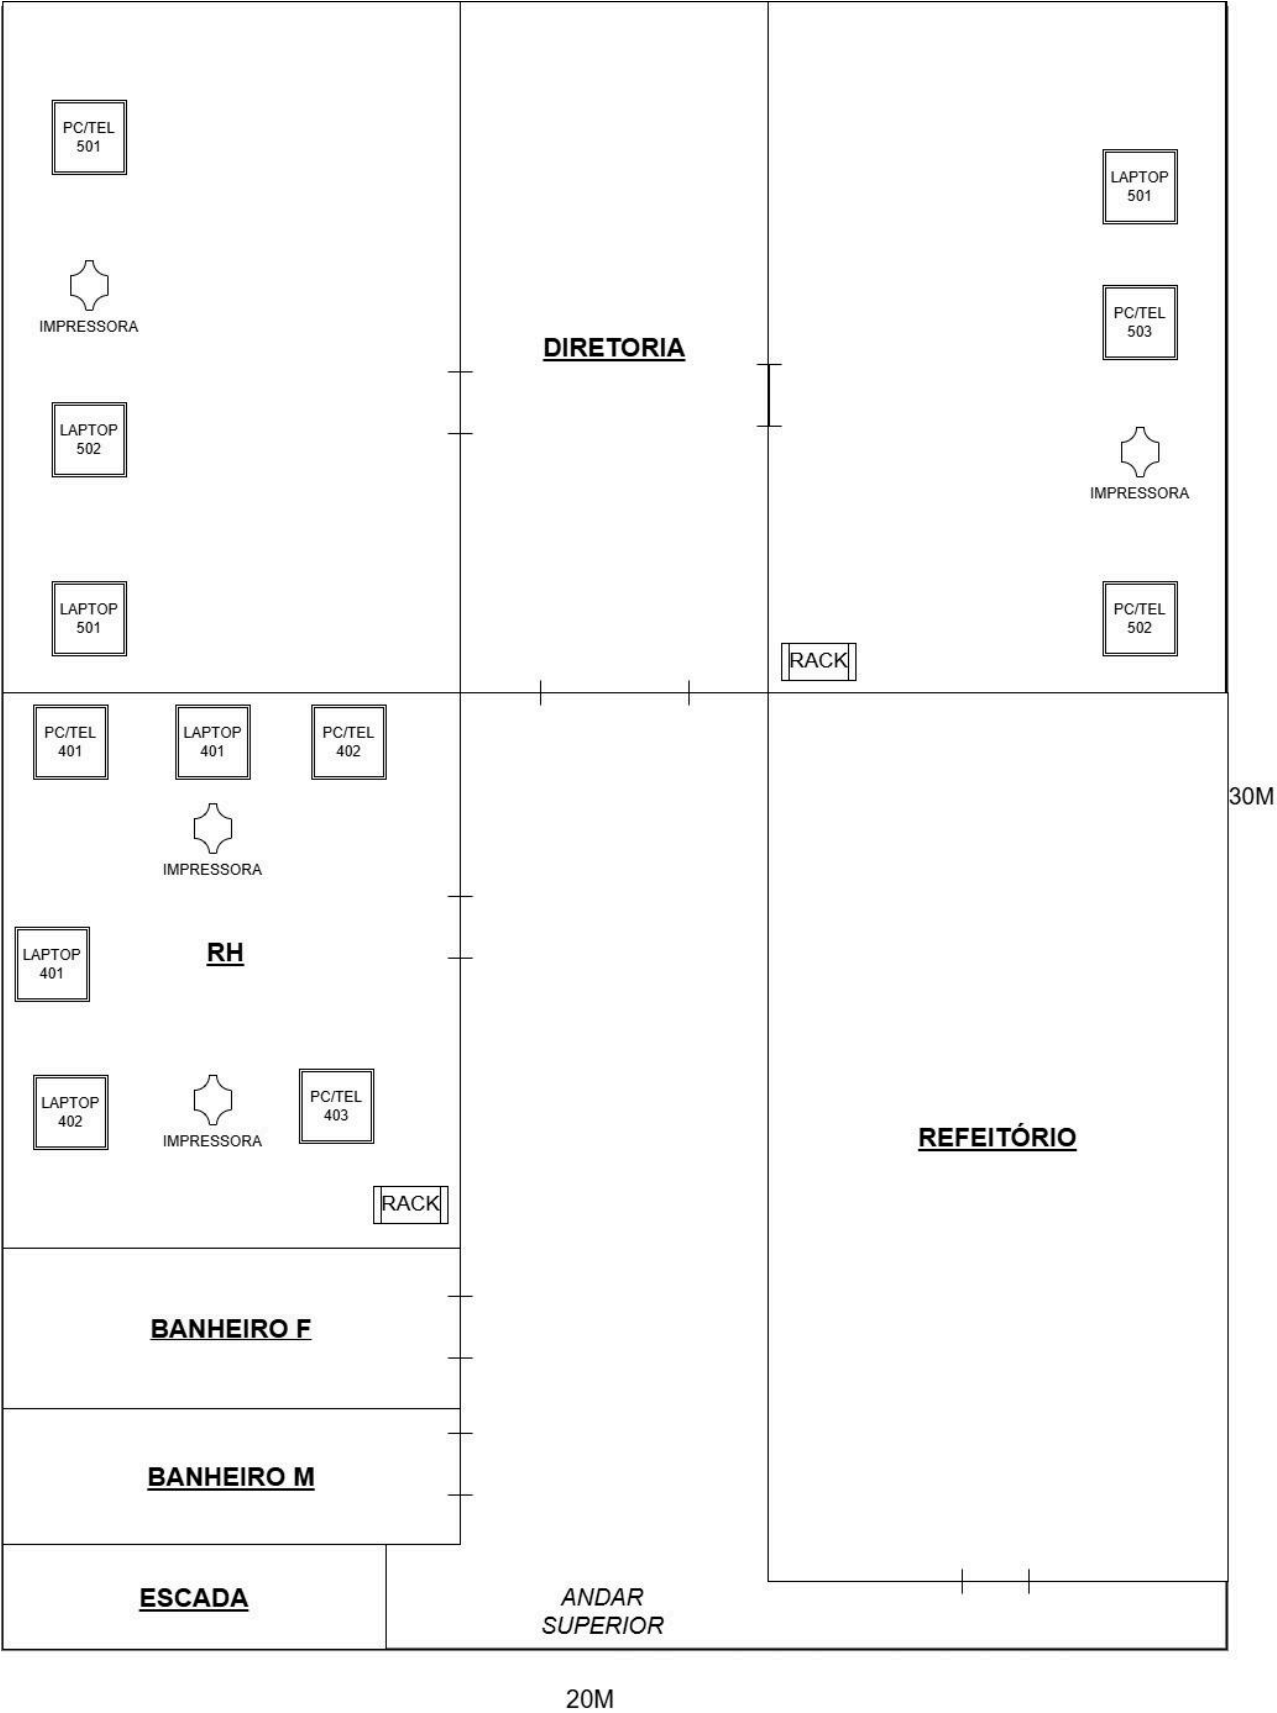 PC/TEL
501
IMPRESSORA
LAPTOP
502
LAPTOP
501
DIRETORIA
LAPTOP
501
PC/TEL
503
IMPRESSORA
PC/TEL
502
RACK
PC/TEL
401
LAPTOP
401
PC/TEL
402
IMPRESSORA
LAPTOP
401
RH
LAPTOP
402
IMPRESSORA
PC/TEL
403
RACK
30M
REFEITÓRIO
BANHEIRO F
BANHEIRO M
ESCADA
ANDAR
SUPERIOR
20M